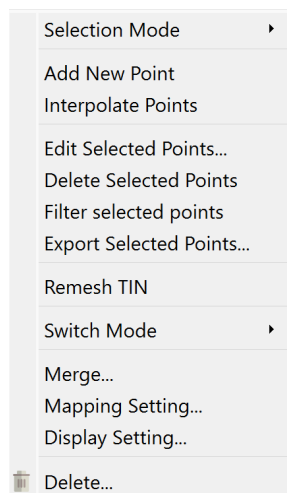 Selection Mode
Add New Point
Interpolate Points
Edit Selected Points...
Delete Selected Points
Filter selected points
Export Selected Points...
Remesh TIN
Switch Mode
Merge...
Mapping Setting...
Display Setting...
Delete...